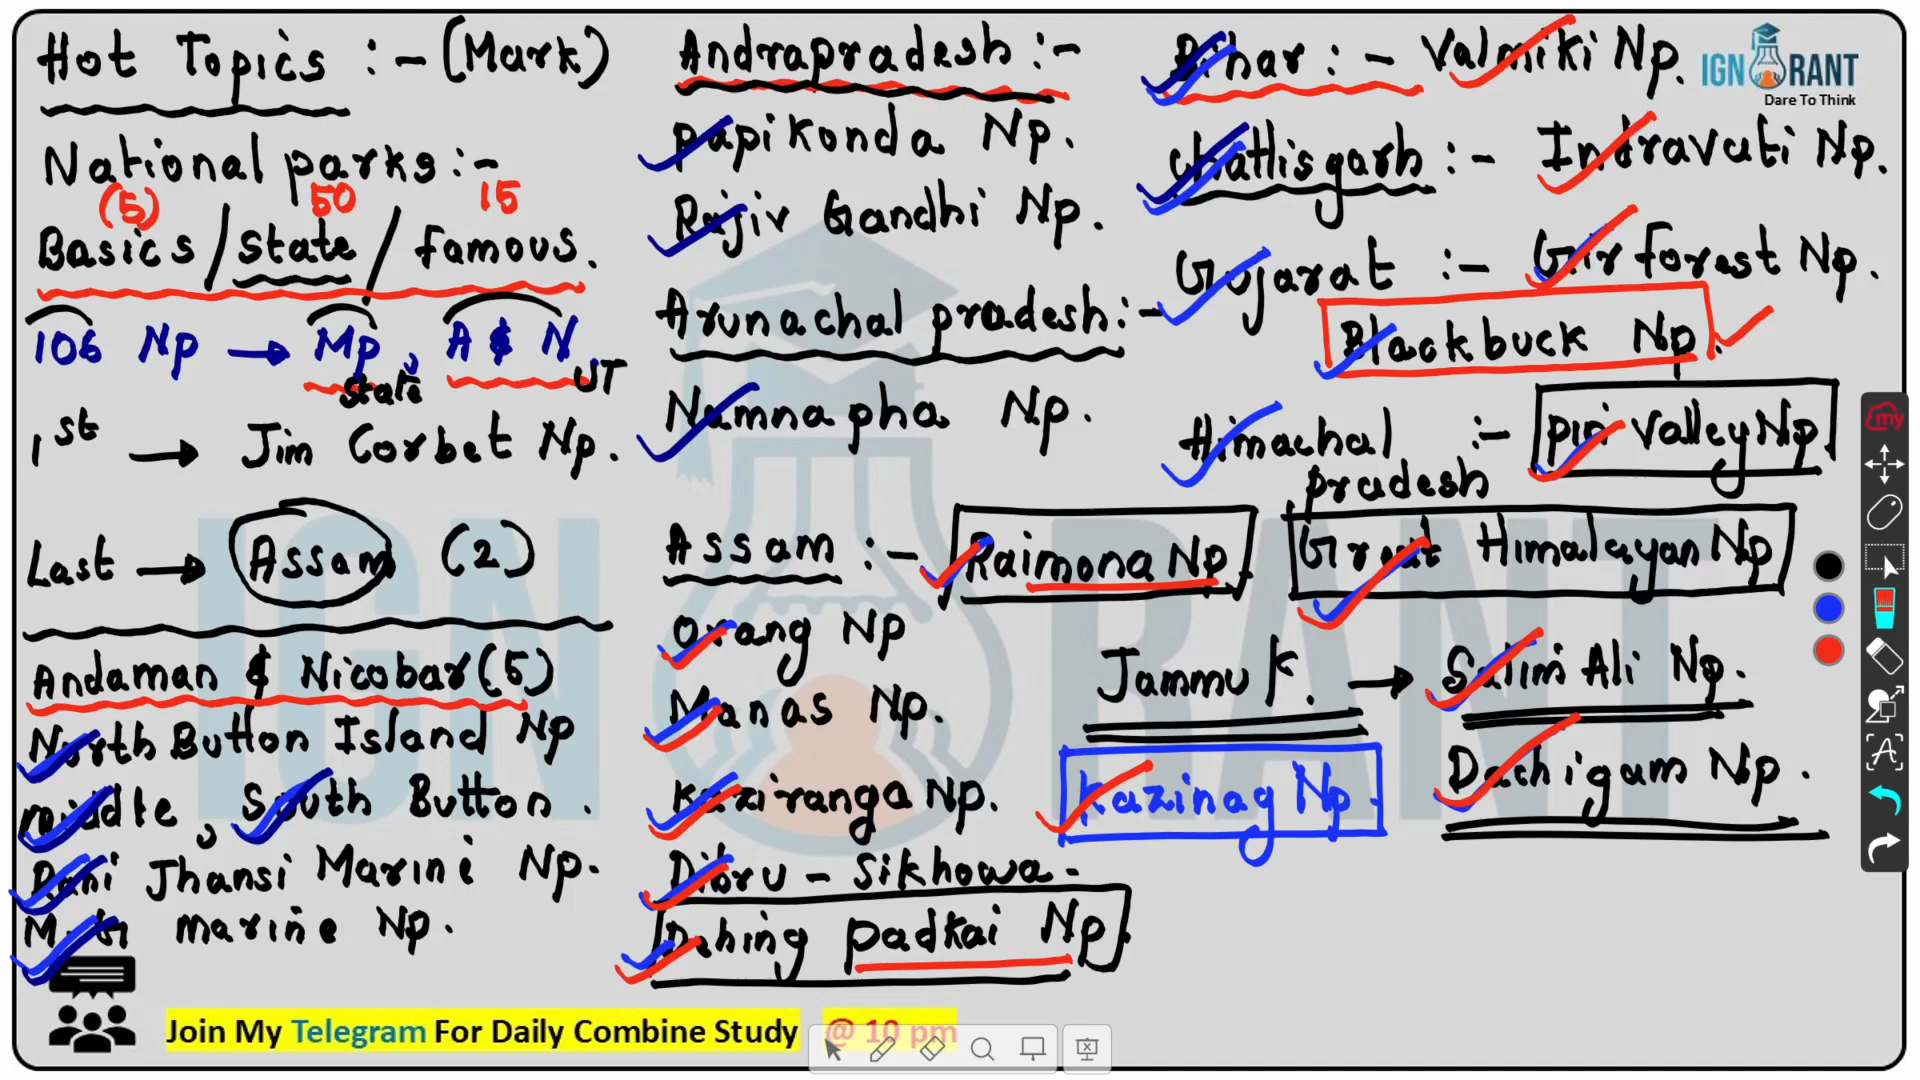 Hot Topics :- (Mark)
National parks :-
(5) 50 15
Basics / State / famous.
106 Np → Mp, A & N
state UT
1st → Jim Corbet Np.
Last → Assam (2)
Andaman & Nicobar (5)
North Button Island Np
middle, South Button.
Rani Jhansi Marine Np.
marine Np.
Andrapradesh :-
Papikonda Np.
Rajiv Gandhi Np.
Arunachal pradesh :-
Namnapha Np.
Assam :- Raimona Np.
Orang Np
Manas Np.
Kaziranga Np.
Dibru - Sikhowa.
Dehing padkai Np.
Bihar :- Valmiki Np.
Chattisgarh :- Indravati Np.
Gujarat :- Gir forest Np.
Blackbuck Np.
Himachal pradesh :- pin Valley Np.
Great Himalayan Np
Jammu K. → Salim Ali Np.
Kazinag Np. Dachigam Np.
IGNORANT
Dare To Think
IGNORANT
Join My Telegram For Daily Combine Study @ 10 pm
my
A